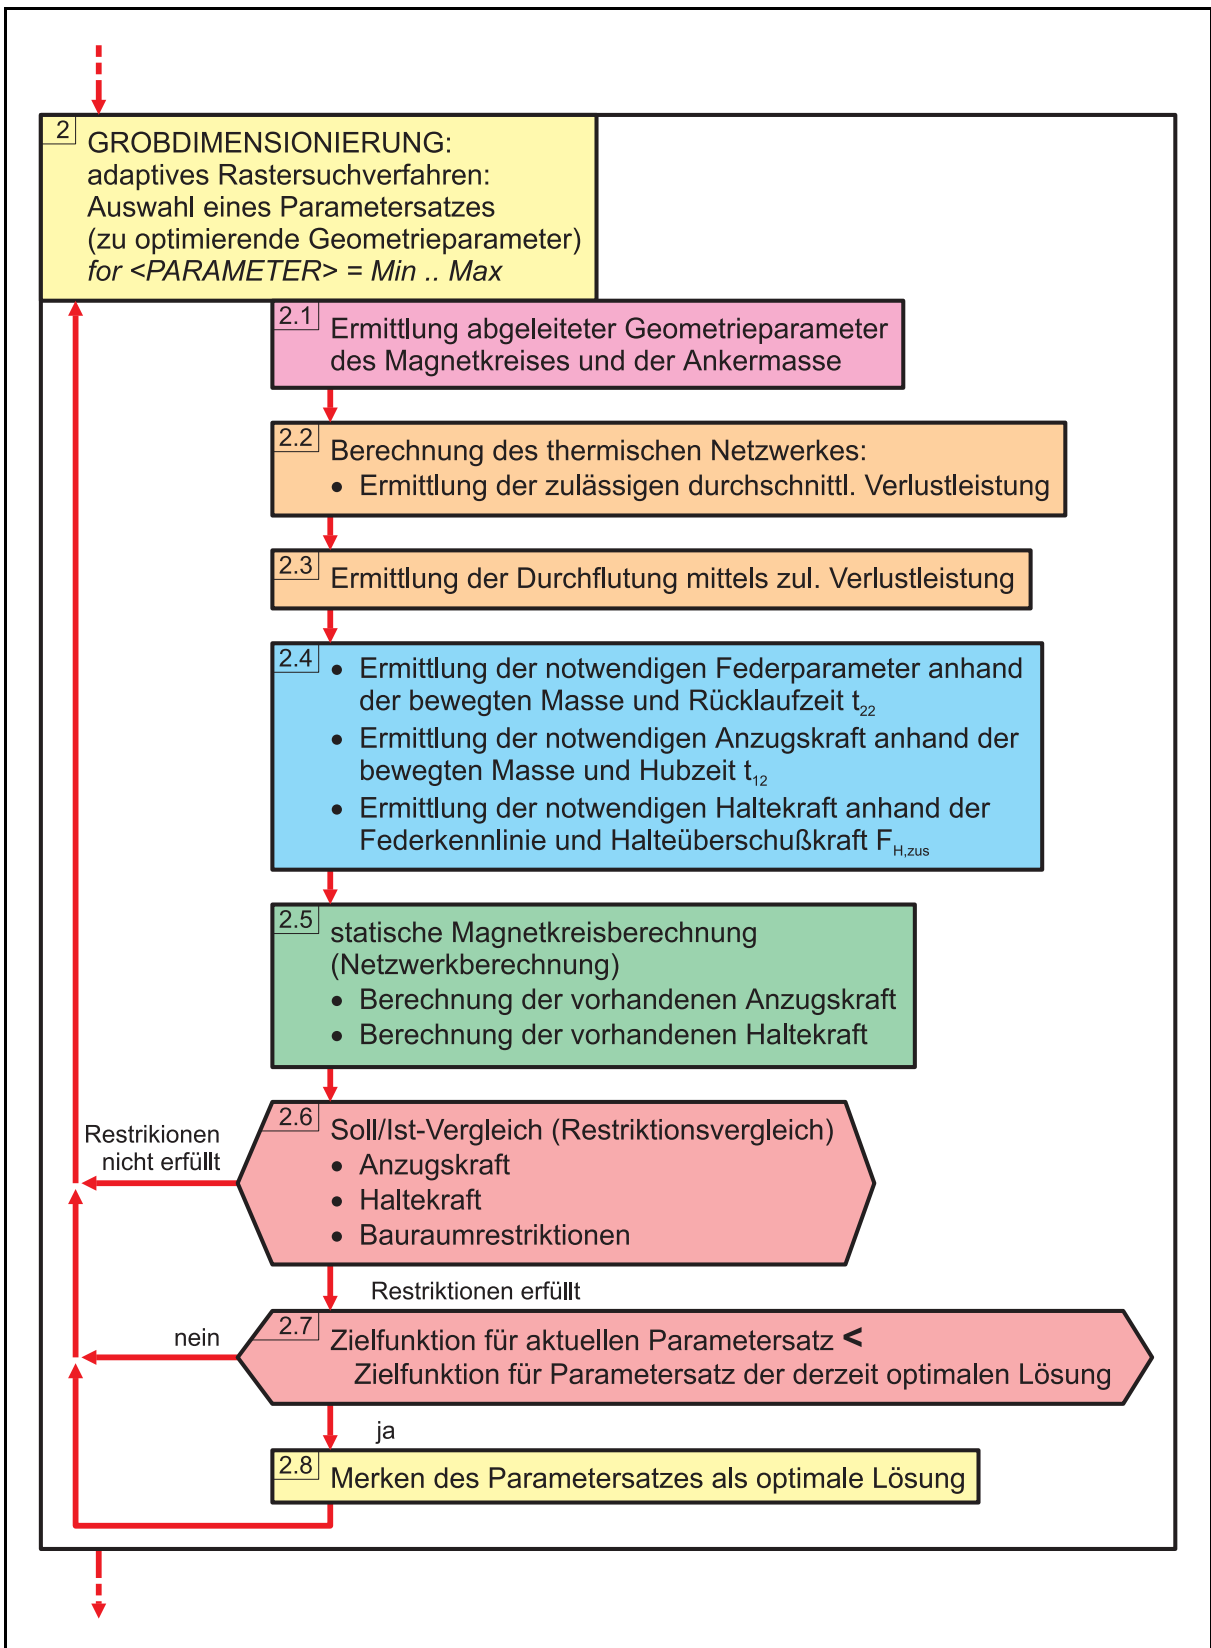 2
GROBDIMENSIONIERUNG:
adaptives Rastersuchverfahren:
Auswahl eines Parametersatzes
(zu optimierende Geometrieparameter)
for <PARAMETER> = Min .. Max
2.1
Ermittlung abgeleiteter Geometrieparameter
des Magnetkreises und der Ankermasse
2.2
Berechnung des thermischen Netzwerkes:
• Ermittlung der zulässigen durchschnittl. Verlustleistung
2.3
Ermittlung der Durchflutung mittels zul. Verlustleistung
2.4
• Ermittlung der notwendigen Federparameter anhand
der bewegten Masse und Rücklaufzeit t22
• Ermittlung der notwendigen Anzugskraft anhand der
bewegten Masse und Hubzeit t12
• Ermittlung der notwendigen Haltekraft anhand der
Federkennlinie und Halteüberschußkraft FH,zus
2.5
statische Magnetkreisberechnung
(Netzwerkberechnung)
• Berechnung der vorhandenen Anzugskraft
• Berechnung der vorhandenen Haltekraft
2.6
Soll/Ist-Vergleich (Restriktionsvergleich)
• Anzugskraft
• Haltekraft
• Bauraumrestriktionen
Restrikionen
nicht erfüllt
Restriktionen erfüllt
2.7
Zielfunktion für aktuellen Parametersatz <
Zielfunktion für Parametersatz der derzeit optimalen Lösung
nein
ja
2.8
Merken des Parametersatzes als optimale Lösung